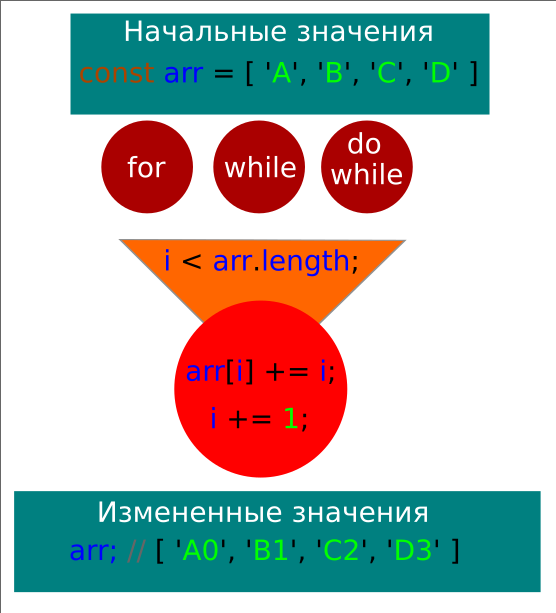 Начальные значения
const arr = [ 'A', 'B', 'C', 'D' ]
for
while
do
while
i < arr.length;
arr[i] += i;
i += 1;
Измененные значения
arr; // [ 'A0', 'B1', 'C2', 'D3' ]